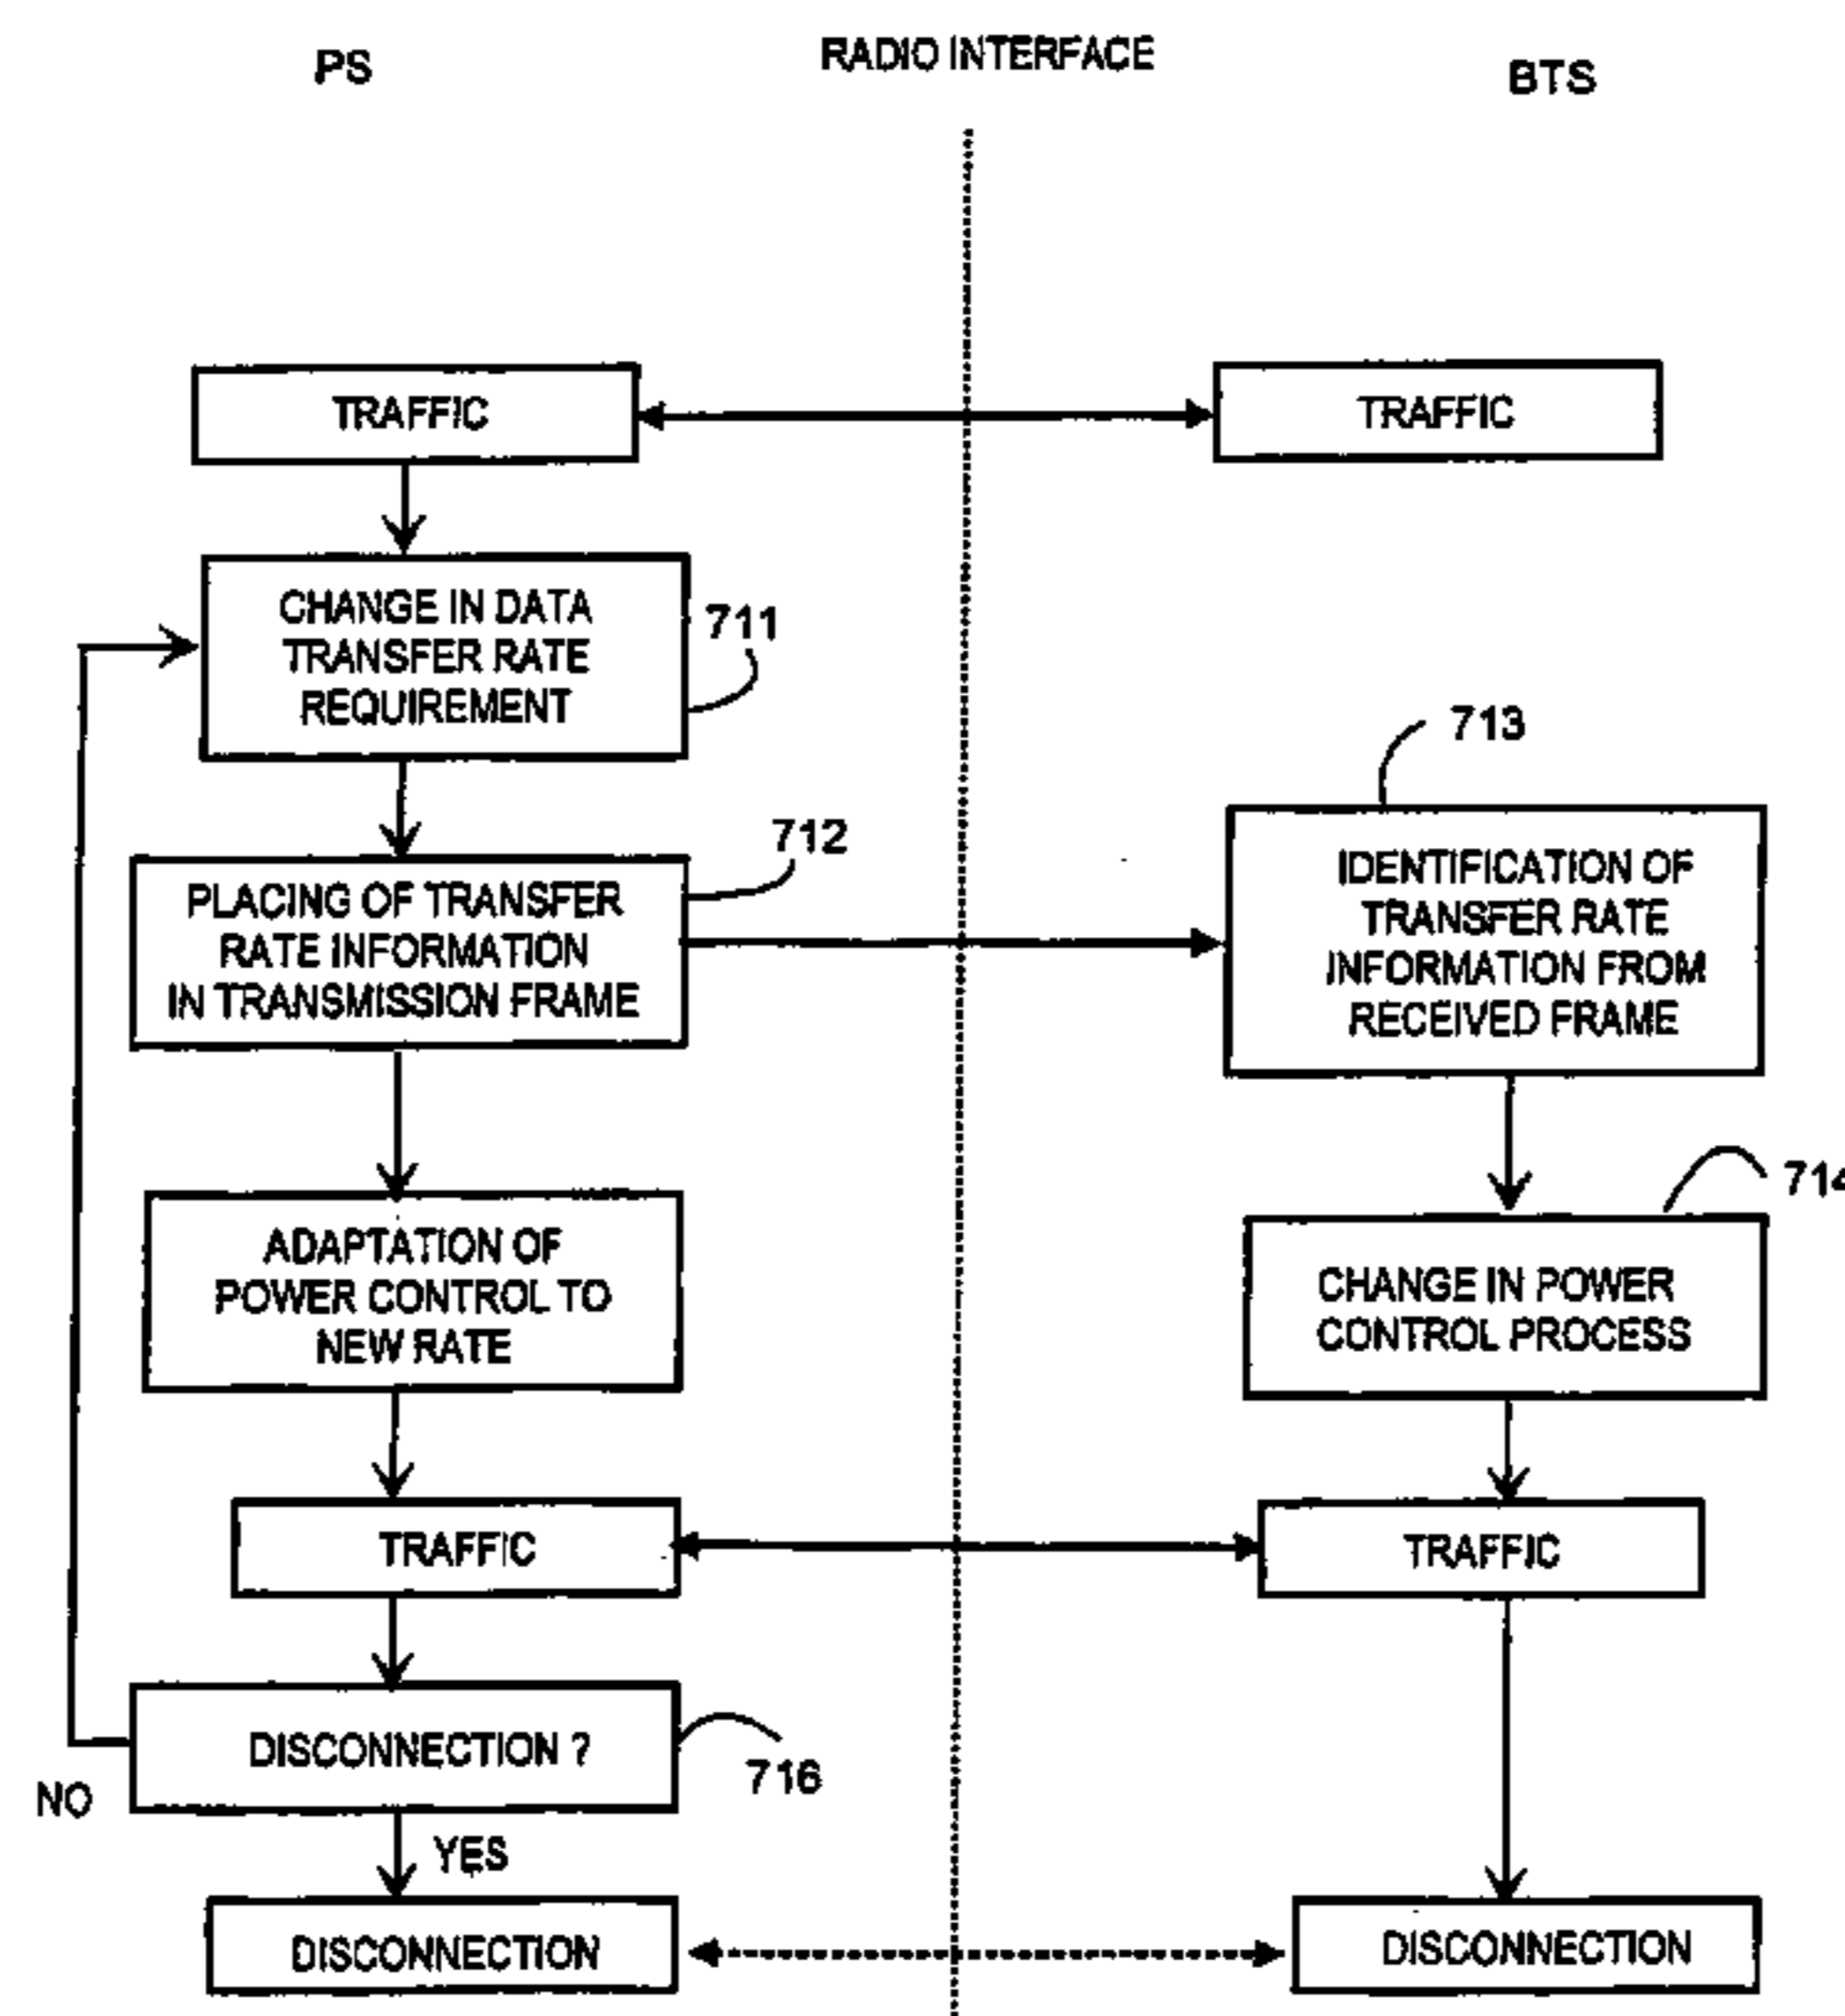 PS
RADIO INTERFACE
BTS
TRAFFIC
TRAFFIC
CHANGE IN DATA
TRANSFER RATE
REQUIREMENT
711
713
712
PLACING OF TRANSFER
RATE INFORMATION
IN TRANSMISSION FRAME
IDENTIFICATION OF
TRANSFER RATE
INFORMATION FROM
RECEIVED FRAME
714
ADAPTATION OF
POWER CONTROL TO
NEW RATE
CHANGE IN POWER
CONTROL PROCESS
TRAFFIC
TRAFFIC
DISCONNECTION ?
716
NO
YES
DISCONNECTION
DISCONNECTION